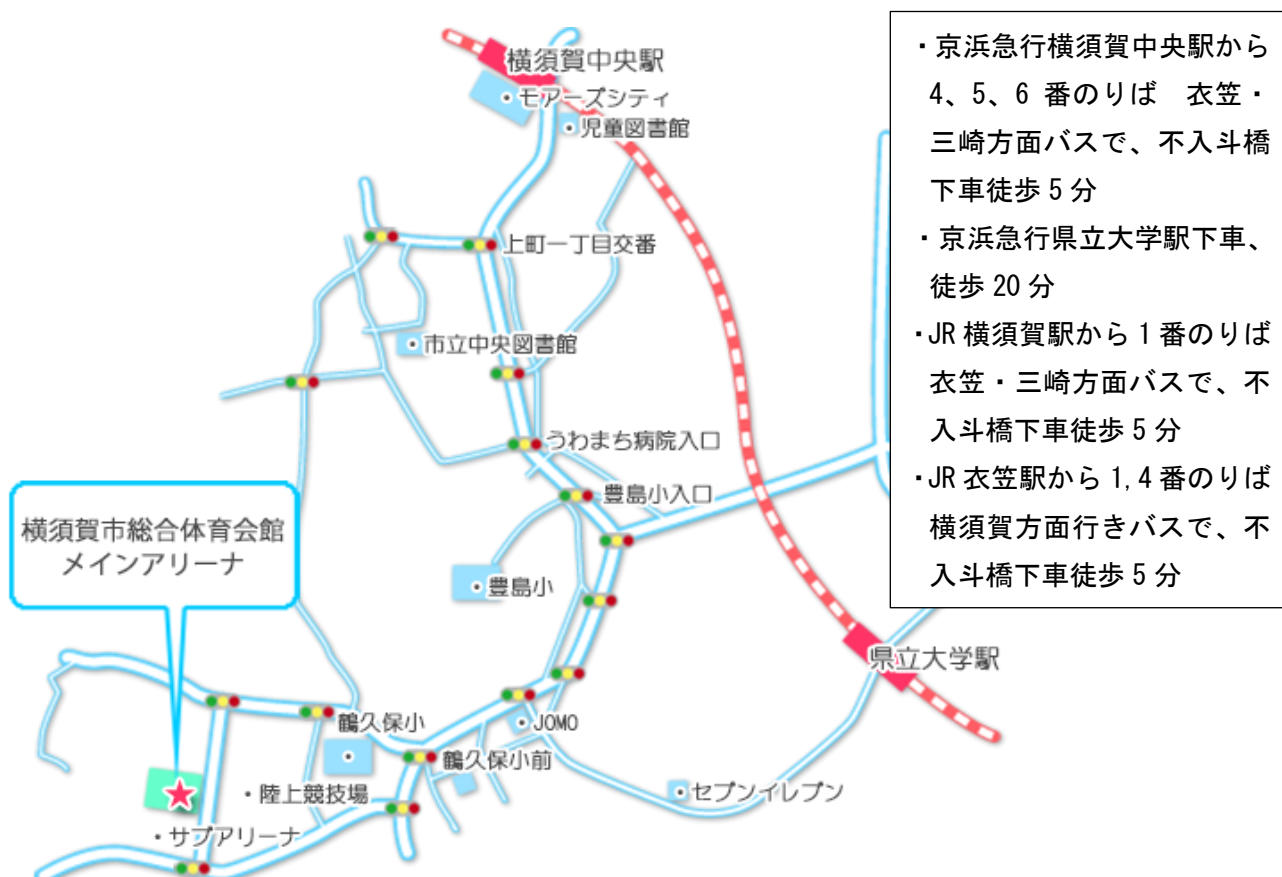 横須賀中央駅
・モアーズシティ
・児童図書館
上町一丁目交番
・市立中央図書館
うわまち病院入口
豊島小入口
横須賀市総合体育会館
メインアリーナ
・豊島小
県立大学駅
鶴久保小
・JOMO
鶴久保小前
・陸上競技場
・セブンイレブン
・サブアリーナ
・京浜急行横須賀中央駅から
4、5、6 番のりば　衣笠・
三崎方面バスで、不入斗橋
下車徒歩 5 分
・京浜急行県立大学駅下車、
徒歩 20 分
・JR 横須賀駅から 1 番のりば
衣笠・三崎方面バスで、不
入斗橋下車徒歩 5 分
・JR 衣笠駅から 1,4 番のりば
横須賀方面行きバスで、不
入斗橋下車徒歩 5 分